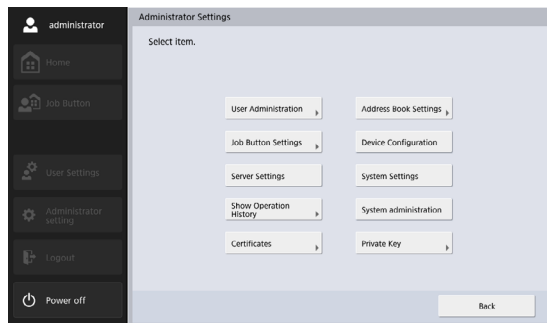 administrator
Home
Job Button
User Settings
Administrator
setting
Logout
Power off
Administrator Settings
Select item.
User Administration
Address Book Settings
Job Button Settings
Device Configuration
Server Settings
System Settings
Show Operation
History
System administration
Certificates
Private Key
Back